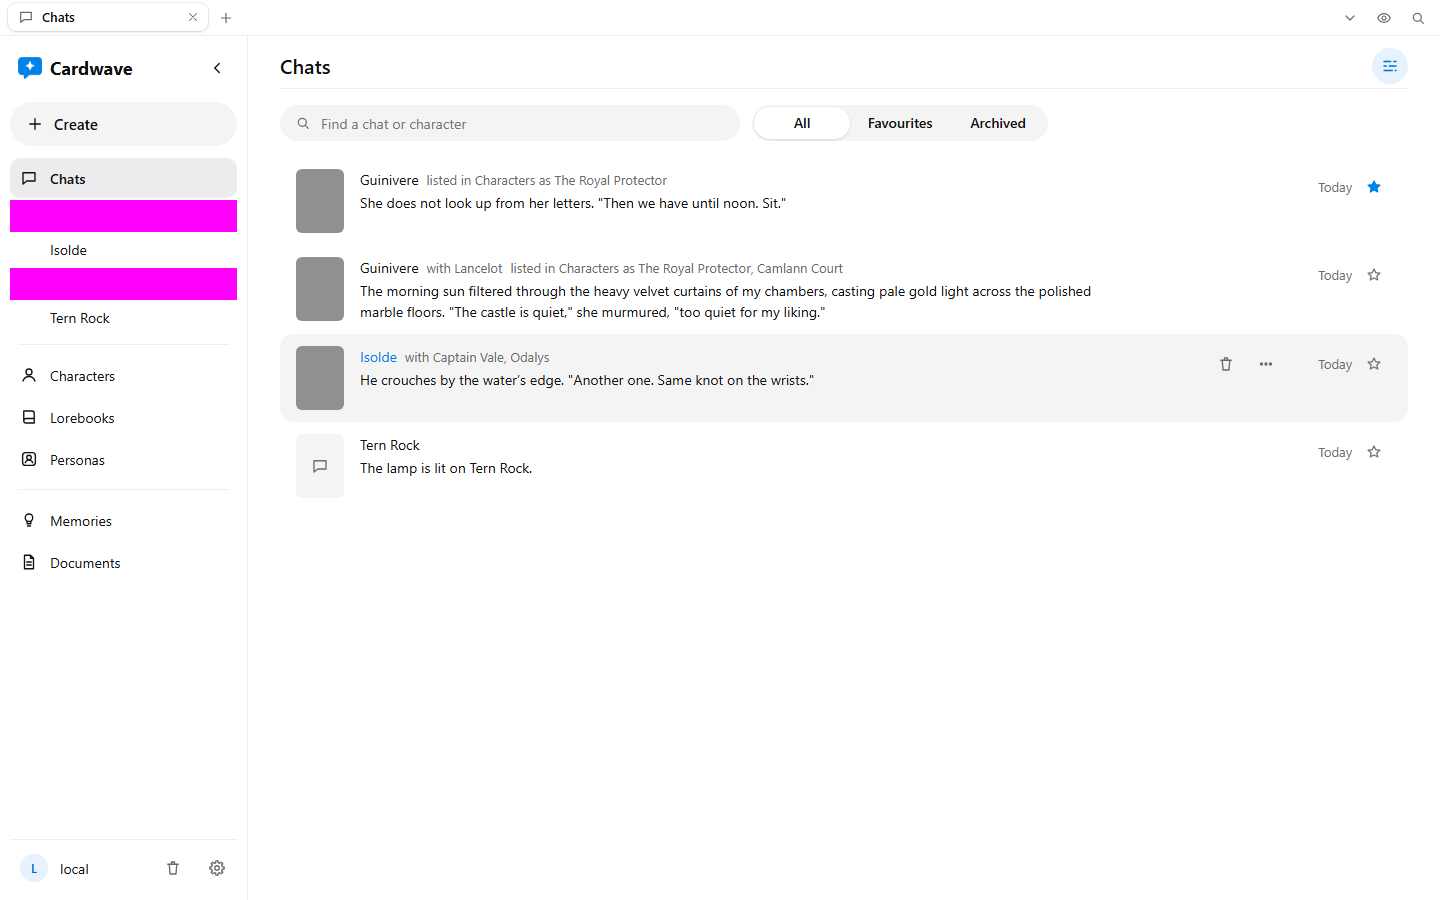 Chats
Cardwave
Create
Chats
Isolde
Tern Rock
Characters
Lorebooks
Personas
Memories
Documents
L local
Chats
Find a chat or character
All Favourites Archived
Guinivere listed in Characters as The Royal Protector
She does not look up from her letters. "Then we have until noon. Sit."
Today
Guinivere with Lancelot listed in Characters as The Royal Protector, Camlann Court
The morning sun filtered through the heavy velvet curtains of my chambers, casting pale gold light across the polished
marble floors. "The castle is quiet," she murmured, "too quiet for my liking."
Today
Isolde with Captain Vale, Odalys
He crouches by the water's edge. "Another one. Same knot on the wrists."
Today
Tern Rock
The lamp is lit on Tern Rock.
Today